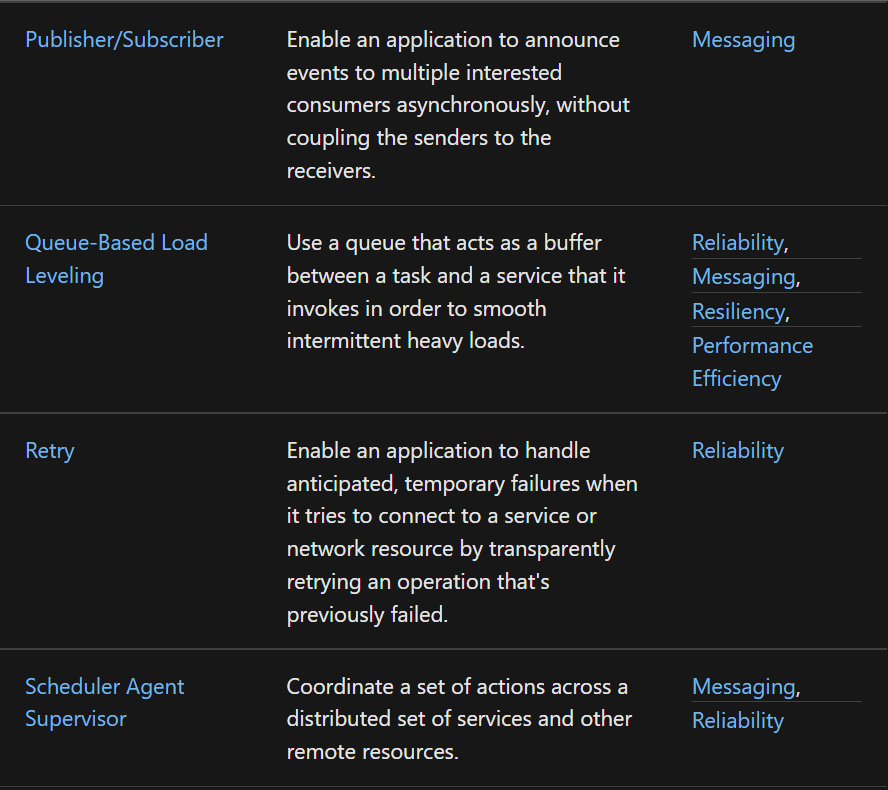 Publisher/Subscriber
Enable an application to announce
events to multiple interested
consumers asynchronously, without
coupling the senders to the
receivers.
Messaging
Queue-Based Load
Leveling
Use a queue that acts as a buffer
between a task and a service that it
invokes in order to smooth
intermittent heavy loads.
Reliability,
Messaging,
Resiliency,
Performance
Efficiency
Retry
Enable an application to handle
anticipated, temporary failures when
it tries to connect to a service or
network resource by transparently
retrying an operation that's
previously failed.
Reliability
Scheduler Agent
Supervisor
Coordinate a set of actions across a
distributed set of services and other
remote resources.
Messaging,
Reliability